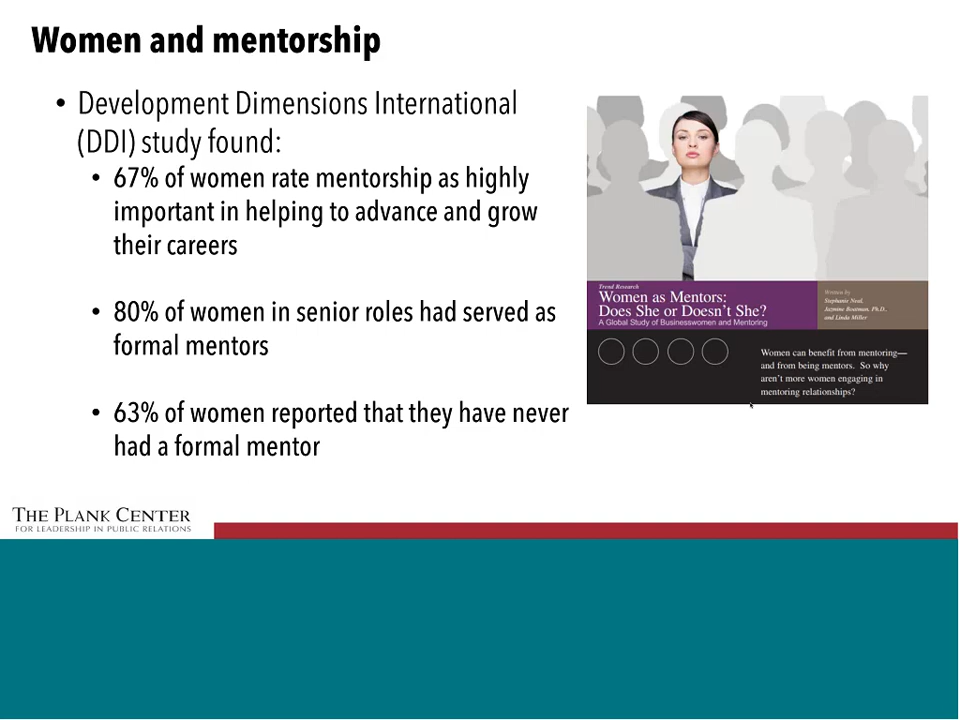 Women and mentorship
• Development Dimensions International
(DDI) study found:
• 67% of women rate mentorship as highly
important in helping to advance and grow
their careers
• 80% of women in senior roles had served as
formal mentors
• 63% of women reported that they have never
had a formal mentor
Trend Research
Women as Mentors:
Does She or Doesn't She?
A Global Study of Businesswomen and Mentoring
Written by
Stephanie Neal,
Jazmine Boatman, Ph.D.,
and Linda Miller
Women can benefit from mentoring—
and from being mentors. So why
aren't more women engaging in
mentoring relationships?
THE PLANK CENTER
FOR LEADERSHIP IN PUBLIC RELATIONS